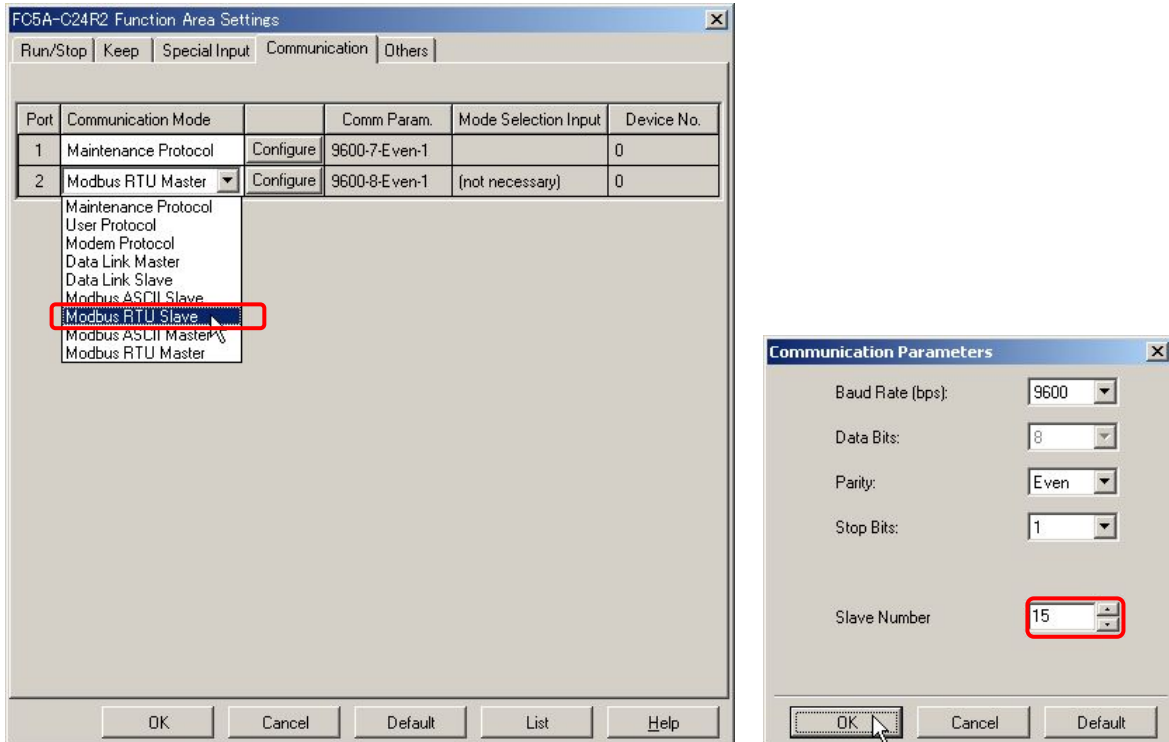 FC5A-C24R2 Function Area Settings
Run/Stop Keep Special Input Communication Others
Port Communication Mode Comm Param. Mode Selection Input Device No.
1 Maintenance Protocol Configure 9600-7-Even-1 0
2 Modbus RTU Master Configure 9600-8-Even-1 (not necessary) 0
Maintenance Protocol
User Protocol
Modem Protocol
Data Link Master
Data Link Slave
Modbus ASCII Slave
Modbus RTU Slave
Modbus ASCII Master
Modbus RTU Master
OK Cancel Default List Help
Communication Parameters
Baud Rate (bps): 9600
Data Bits: 8
Parity: Even
Stop Bits: 1
Slave Number 15
OK Cancel Default